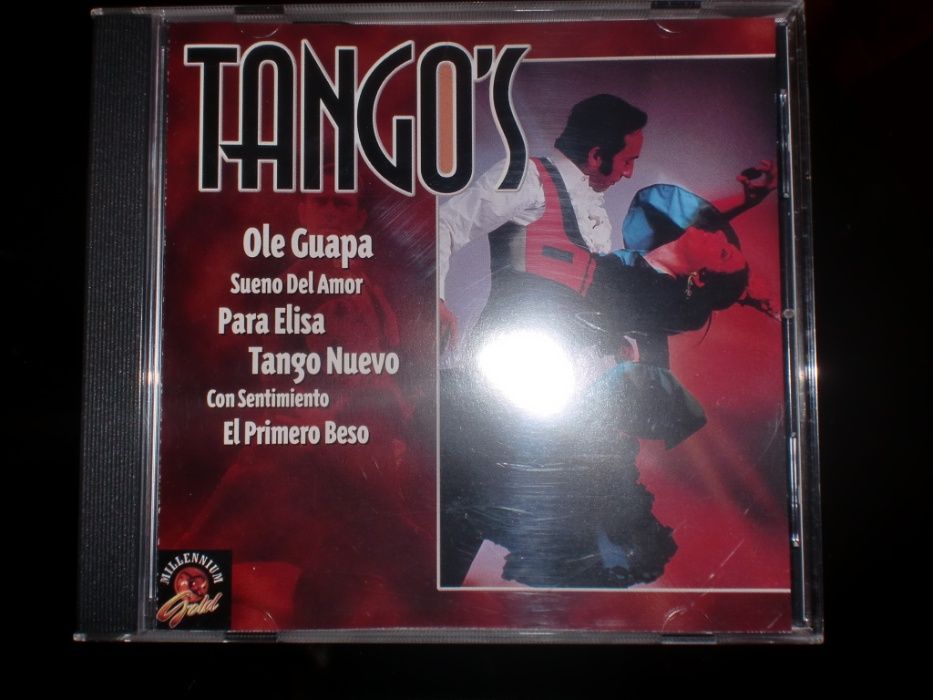 TANGO'S
Ole Guapa
Sueno Del Amor
Para Elisa
Tango Nuevo
Con Sentimiento
El Primero Beso
MILLENNIUM
Gold